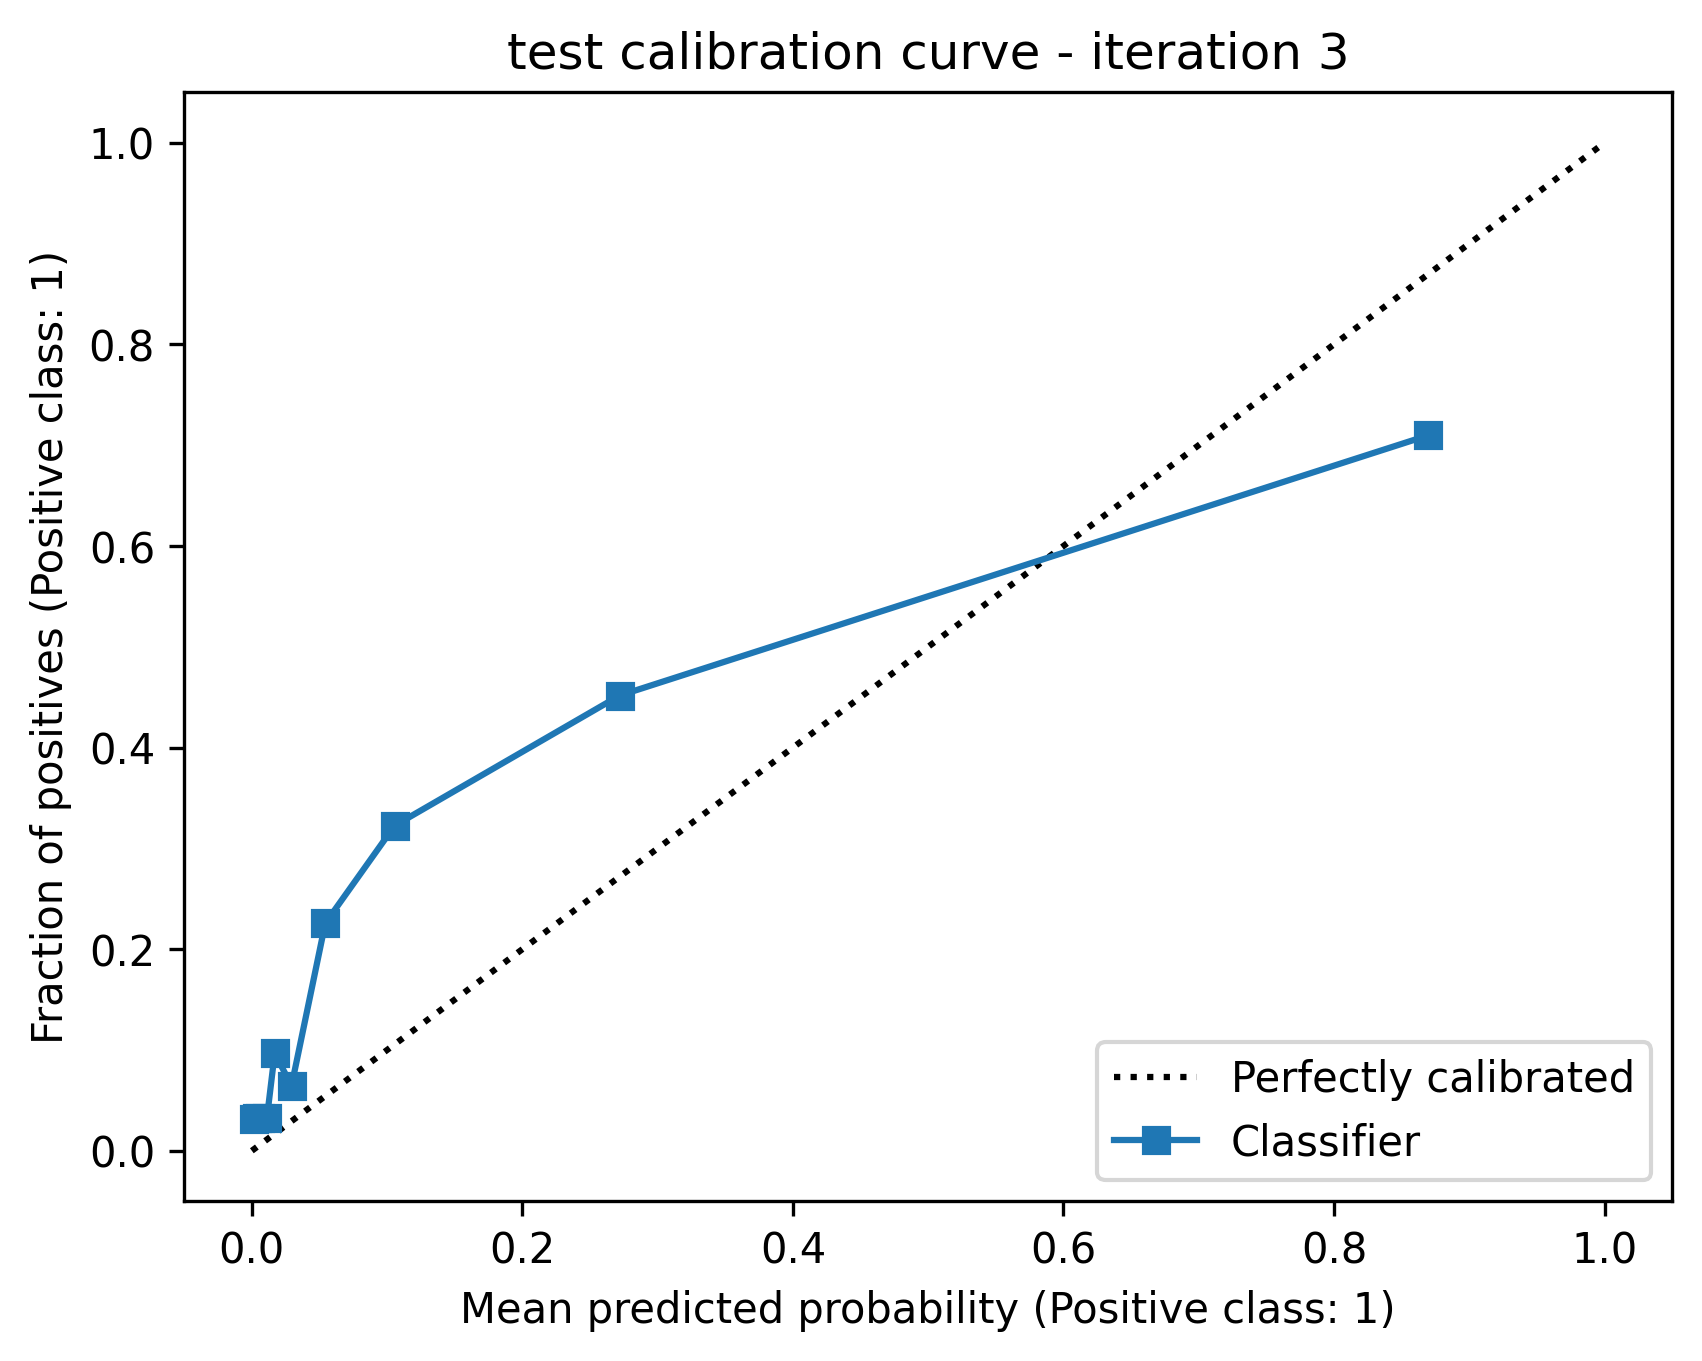 test calibration curve - iteration 3
Fraction of positives (Positive class: 1)
1.0
0.8
0.6
0.4
0.2
0.0
Perfectly calibrated
Classifier
0.0 0.2 0.4 0.6 0.8 1.0
Mean predicted probability (Positive class: 1)